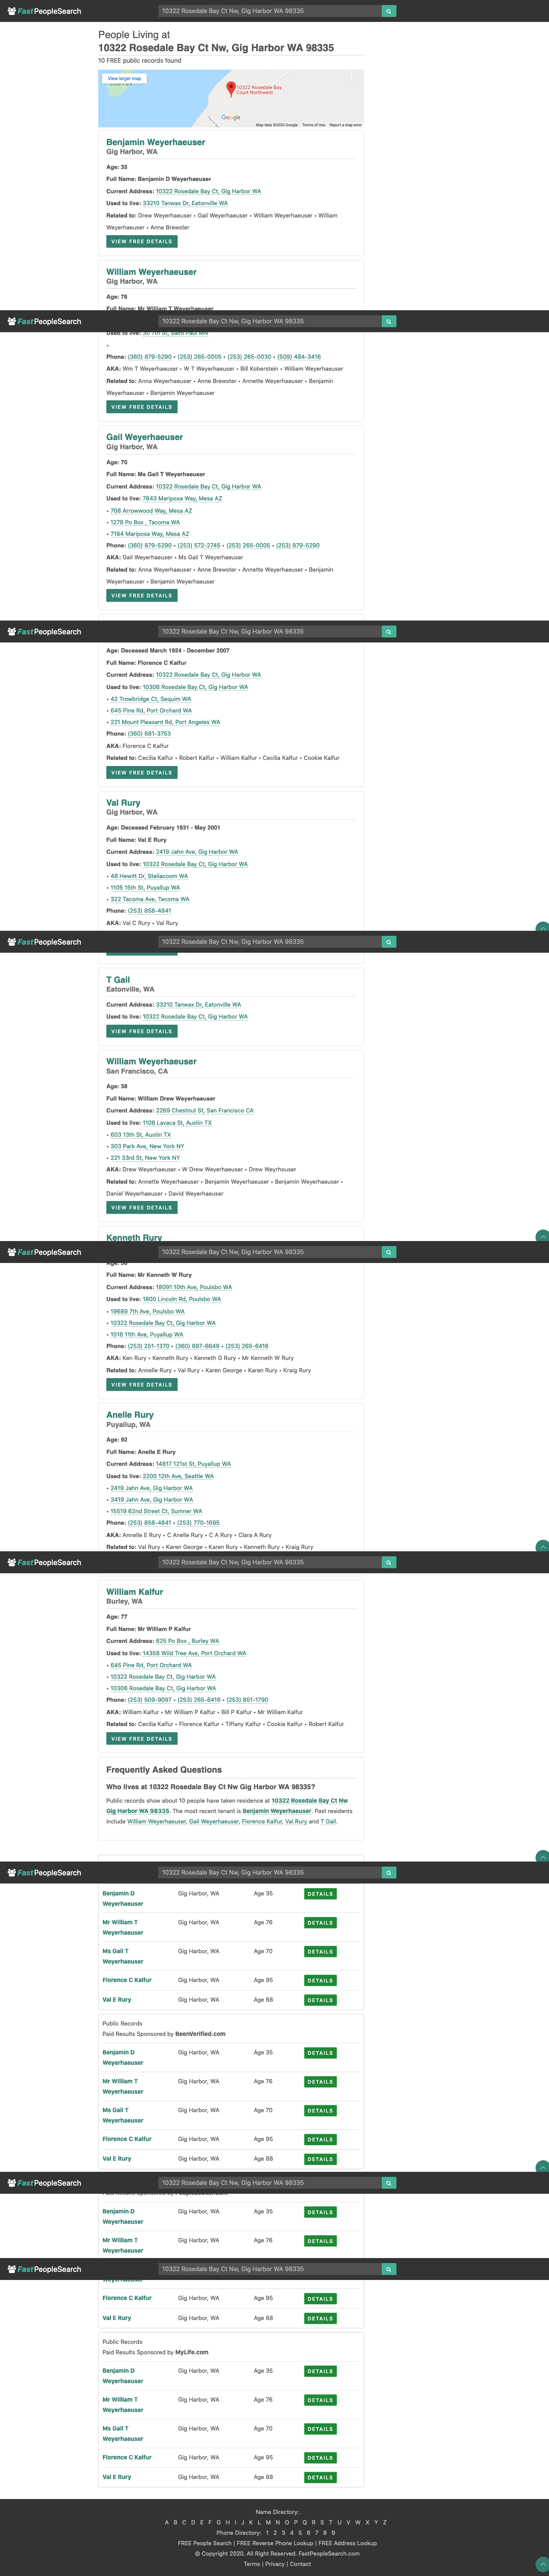 FastPeopleSearch
10322 Rosedale Bay Ct Nw, Gig Harbor WA 98335
People Living at
10322 Rosedale Bay Ct Nw, Gig Harbor WA 98335
10 FREE public records found
View larger map
10322 Rosedale Bay
Court Northwest
Google
Map data ©2020 Google Terms of Use Report a map error
Benjamin Weyerhaeuser
Gig Harbor, WA
Age: 35
Full Name: Benjamin D Weyerhaeuser
Current Address: 10322 Rosedale Bay Ct, Gig Harbor WA
Used to live: 33210 Tanwax Dr, Eatonville WA
Related to: Drew Weyerhaeuser • Gail Weyerhaeuser • William Weyerhaeuser • William
Weyerhaeuser • Anne Brewster
VIEW FREE DETAILS
William Weyerhaeuser
Gig Harbor, WA
Age: 76
Full Name: Mr William T Weyerhaeuser
FastPeopleSearch
10322 Rosedale Bay Ct Nw, Gig Harbor WA 98335
Used to live: 30 7th St, Saint Paul MN
•
Phone: (360) 879-5290 • (253) 265-0005 • (253) 265-0030 • (509) 484-3416
AKA: Wm T Weyerhaeuser • W T Weyerhaeuser • Bill Koberstein • William Weyerhaeuser
Related to: Anna Weyerhaeuser • Anne Brewster • Annette Weyerhaeuser • Benjamin
Weyerhaeuser • Benjamin Weyerhaeuser
VIEW FREE DETAILS
Gail Weyerhaeuser
Gig Harbor, WA
Age: 70
Full Name: Ms Gail T Weyerhaeuser
Current Address: 10322 Rosedale Bay Ct, Gig Harbor WA
Used to live: 7843 Mariposa Way, Mesa AZ
• 708 Arrowwood Way, Mesa AZ
• 1278 Po Box , Tacoma WA
• 7184 Mariposa Way, Mesa AZ
Phone: (360) 879-5290 • (253) 572-2745 • (253) 265-0005 • (253) 879-5290
AKA: Gail Weyerhaeuser • Ms Gail T Weyerhaeuser
Related to: Anna Weyerhaeuser • Anne Brewster • Annette Weyerhaeuser • Benjamin
Weyerhaeuser • Benjamin Weyerhaeuser
VIEW FREE DETAILS
FastPeopleSearch
10322 Rosedale Bay Ct Nw, Gig Harbor WA 98335
Age: Deceased March 1924 - December 2007
Full Name: Florence C Kalfur
Current Address: 10322 Rosedale Bay Ct, Gig Harbor WA
Used to live: 10306 Rosedale Bay Ct, Gig Harbor WA
• 42 Trowbridge Ct, Sequim WA
• 645 Pine Rd, Port Orchard WA
• 221 Mount Pleasant Rd, Port Angeles WA
Phone: (360) 681-3753
AKA: Florence C Kalfur
Related to: Cecilia Kalfur • Robert Kalfur • William Kalfur • Cecilia Kalfur • Cookie Kalfur
VIEW FREE DETAILS
Val Rury
Gig Harbor, WA
Age: Deceased February 1931 - May 2001
Full Name: Val E Rury
Current Address: 2419 Jahn Ave, Gig Harbor WA
Used to live: 10322 Rosedale Bay Ct, Gig Harbor WA
• 48 Hewitt Dr, Steilacoom WA
• 1105 15th St, Puyallup WA
• 322 Tacoma Ave, Tacoma WA
Phone: (253) 858-4841
AKA: Val C Rury • Val Rury
FastPeopleSearch
10322 Rosedale Bay Ct Nw, Gig Harbor WA 98335
T Gail
Eatonville, WA
Current Address: 33210 Tanwax Dr, Eatonville WA
Used to live: 10322 Rosedale Bay Ct, Gig Harbor WA
VIEW FREE DETAILS
William Weyerhaeuser
San Francisco, CA
Age: 38
Full Name: William Drew Weyerhaeuser
Current Address: 2269 Chestnut St, San Francisco CA
Used to live: 1108 Lavaca St, Austin TX
• 603 13th St, Austin TX
• 303 Park Ave, New York NY
• 221 33rd St, New York NY
AKA: Drew Weyerhaeuser • W Drew Weyerhaeuser • Drew Weyrhouser
Related to: Annette Weyerhaeuser • Benjamin Weyerhaeuser • Benjamin Weyerhaeuser •
Daniel Weyerhaeuser • David Weyerhaeuser
VIEW FREE DETAILS
Kenneth Rury
FastPeopleSearch
10322 Rosedale Bay Ct Nw, Gig Harbor WA 98335
Full Name: Mr Kenneth W Rury
Current Address: 18091 10th Ave, Poulsbo WA
Used to live: 1800 Lincoln Rd, Poulsbo WA
• 19689 7th Ave, Poulsbo WA
• 10322 Rosedale Bay Ct, Gig Harbor WA
• 1016 11th Ave, Puyallup WA
Phone: (253) 251-1370 • (360) 697-6649 • (253) 265-6416
AKA: Ken Rury • Kenneth Rury • Kenneth O Rury • Mr Kenneth W Rury
Related to: Annelle Rury • Val Rury • Karen George • Karen Rury • Kraig Rury
VIEW FREE DETAILS
Anelle Rury
Puyallup, WA
Age: 92
Full Name: Anelle E Rury
Current Address: 14817 121st St, Puyallup WA
Used to live: 2200 12th Ave, Seattle WA
• 2419 Jahn Ave, Gig Harbor WA
• 3419 Jahn Ave, Gig Harbor WA
• 15519 62nd Street Ct, Sumner WA
Phone: (253) 858-4841 • (253) 770-1695
AKA: Annelle E Rury • C Anelle Rury • C A Rury • Clara A Rury
Related to: Val Rury • Karen George • Karen Rury • Kenneth Rury • Kraig Rury
FastPeopleSearch
10322 Rosedale Bay Ct Nw, Gig Harbor WA 98335
William Kalfur
Burley, WA
Age: 77
Full Name: Mr William P Kalfur
Current Address: 625 Po Box , Burley WA
Used to live: 14358 Wild Tree Ave, Port Orchard WA
• 645 Pine Rd, Port Orchard WA
• 10322 Rosedale Bay Ct, Gig Harbor WA
• 10306 Rosedale Bay Ct, Gig Harbor WA
Phone: (253) 509-9097 • (253) 265-6416 • (253) 851-1790
AKA: William Kalfur • Mr William P Kalfur • Bill P Kalfur • Mr William Kalfur
Related to: Cecilia Kalfur • Florence Kalfur • Tiffany Kalfur • Cookie Kalfur • Robert Kalfur
VIEW FREE DETAILS
Frequently Asked Questions
Who lives at 10322 Rosedale Bay Ct Nw Gig Harbor WA 98335?
Public records show about 10 people have taken residence at 10322 Rosedale Bay Ct Nw
Gig Harbor WA 98335. The most recent tenant is Benjamin Weyerhaeuser. Past residents
include William Weyerhaeuser, Gail Weyerhaeuser, Florence Kalfur, Val Rury and T Gail.
FastPeopleSearch
10322 Rosedale Bay Ct Nw, Gig Harbor WA 98335
Benjamin D Gig Harbor, WA Age 35 DETAILS
Weyerhaeuser
Mr William T Gig Harbor, WA Age 76 DETAILS
Weyerhaeuser
Ms Gail T Gig Harbor, WA Age 70 DETAILS
Weyerhaeuser
Florence C Kalfur Gig Harbor, WA Age 95 DETAILS
Val E Rury Gig Harbor, WA Age 88 DETAILS
Public Records
Paid Results Sponsored by BeenVerified.com
Benjamin D Gig Harbor, WA Age 35 DETAILS
Weyerhaeuser
Mr William T Gig Harbor, WA Age 76 DETAILS
Weyerhaeuser
Ms Gail T Gig Harbor, WA Age 70 DETAILS
Weyerhaeuser
Florence C Kalfur Gig Harbor, WA Age 95 DETAILS
Val E Rury Gig Harbor, WA Age 88 DETAILS
FastPeopleSearch
10322 Rosedale Bay Ct Nw, Gig Harbor WA 98335
Benjamin D Gig Harbor, WA Age 35 DETAILS
Weyerhaeuser
Mr William T Gig Harbor, WA Age 76 DETAILS
Weyerhaeuser
FastPeopleSearch
10322 Rosedale Bay Ct Nw, Gig Harbor WA 98335
Florence C Kalfur Gig Harbor, WA Age 95 DETAILS
Val E Rury Gig Harbor, WA Age 88 DETAILS
Public Records
Paid Results Sponsored by MyLife.com
Benjamin D Gig Harbor, WA Age 35 DETAILS
Weyerhaeuser
Mr William T Gig Harbor, WA Age 76 DETAILS
Weyerhaeuser
Ms Gail T Gig Harbor, WA Age 70 DETAILS
Weyerhaeuser
Florence C Kalfur Gig Harbor, WA Age 95 DETAILS
Val E Rury Gig Harbor, WA Age 88 DETAILS
Name Directory:
A B C D E F G H I J K L M N O P Q R S T U V W X Y Z
Phone Directory: 1 2 3 4 5 6 7 8 9
FREE People Search | FREE Reverse Phone Lookup | FREE Address Lookup
© Copyright 2020. All Right Reserved. FastPeopleSearch.com
Terms | Privacy | Contact